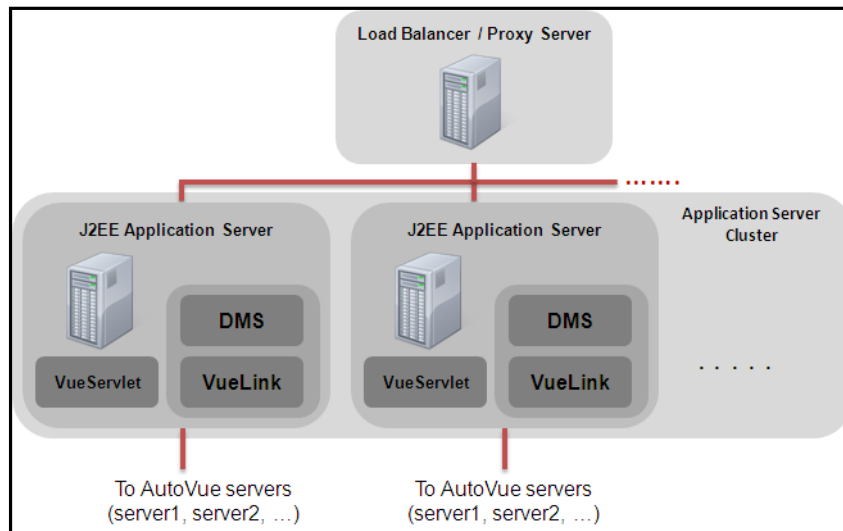 Load Balancer / Proxy Server
.......
J2EE Application Server
J2EE Application Server
Application Server
Cluster
DMS
VueServlet
VueLink
DMS
VueServlet
VueLink
. . . . .
To AutoVue servers
(server1, server2, ...)
To AutoVue servers
(server1, server2, ...)